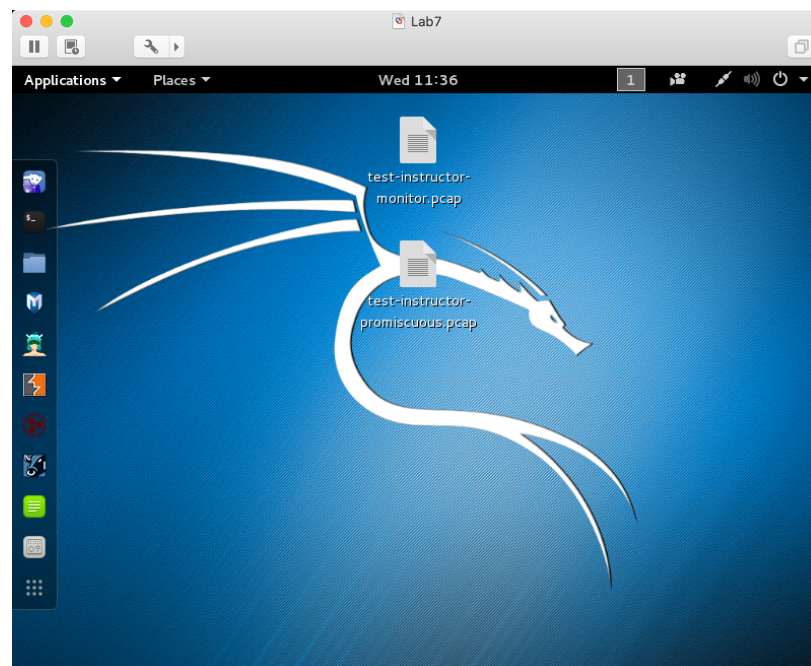 Lab7
Applications Places Wed 11:36 1
test-instructor-
monitor.pcap
test-instructor-
promiscuous.pcap
$_